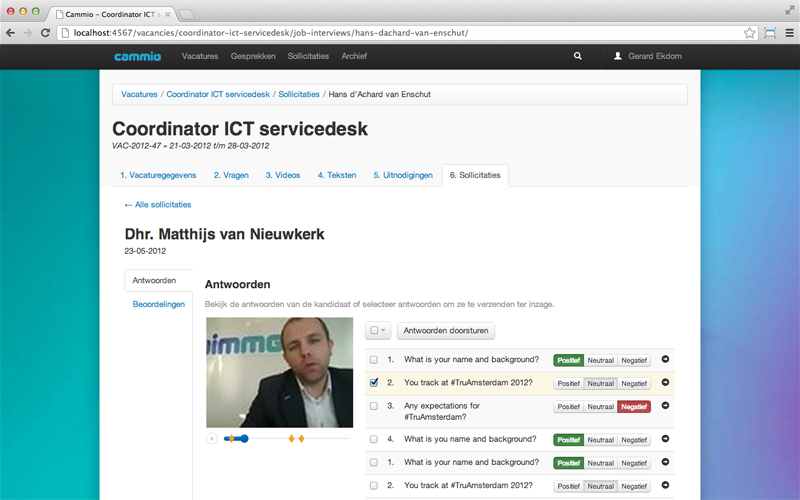 Cammio – Coordinator ICT s
localhost:4567/vacancies/coordinator-ict-servicedesk/job-interviews/hans-dachard-van-enschut/
cammio Vacatures Gesprekken Sollicitaties Archief Gerard Ekdom
Vacatures / Coordinator ICT servicedesk / Sollicitaties / Hans d'Achard van Enschut
Coordinator ICT servicedesk
VAC-2012-47 » 21-03-2012 t/m 28-03-2012
1. Vacaturegegevens 2. Vragen 3. Videos 4. Teksten 5. Uitnodigingen 6. Sollicitaties
← Alle sollicitaties
Dhr. Matthijs van Nieuwkerk
23-05-2012
Antwoorden
Beoordelingen
Antwoorden
Bekijk de antwoorden van de kandidaat of selecteer antwoorden om ze te verzenden ter inzage.
Antwoorden doorsturen
1. What is your name and background? Positief Neutraal Negatief
2. You track at #TruAmsterdam 2012? Positief Neutraal Negatief
3. Any expectations for #TruAmsterdam? Positief Neutraal Negatief
4. What is you name and background? Positief Neutraal Negatief
1. What is your name and background? Positief Neutraal Negatief
2. You track at #TruAmsterdam 2012? Positief Neutraal Negatief